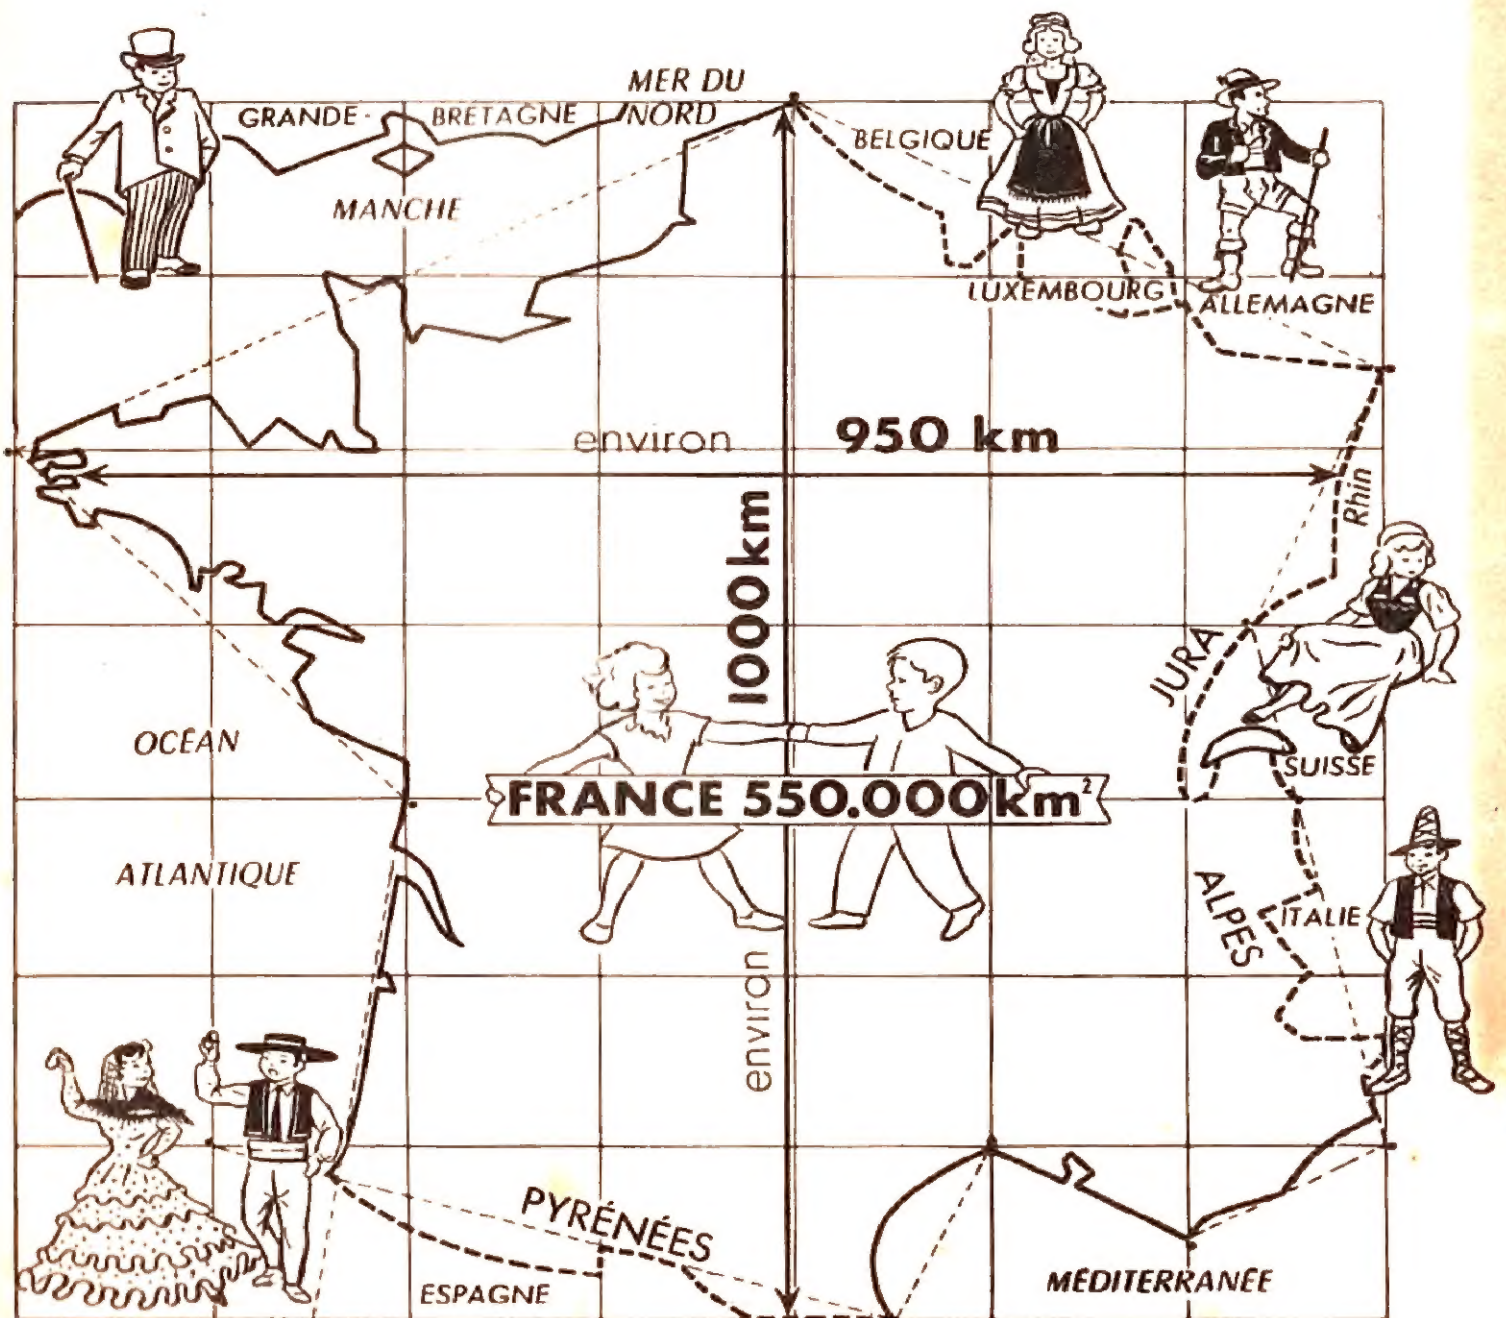 MER DU
NORD
GRANDE-BRETAGNE
BELGIQUE
MANCHE
LUXEMBOURG
ALLEMAGNE
environ 950 km
Rhin
1000km
environ
JURA
OCÉAN
SUISSE
FRANCE 550.000km²
ATLANTIQUE
ALPES
ITALIE
PYRÉNÉES
ESPAGNE
MÉDITERRANÉE